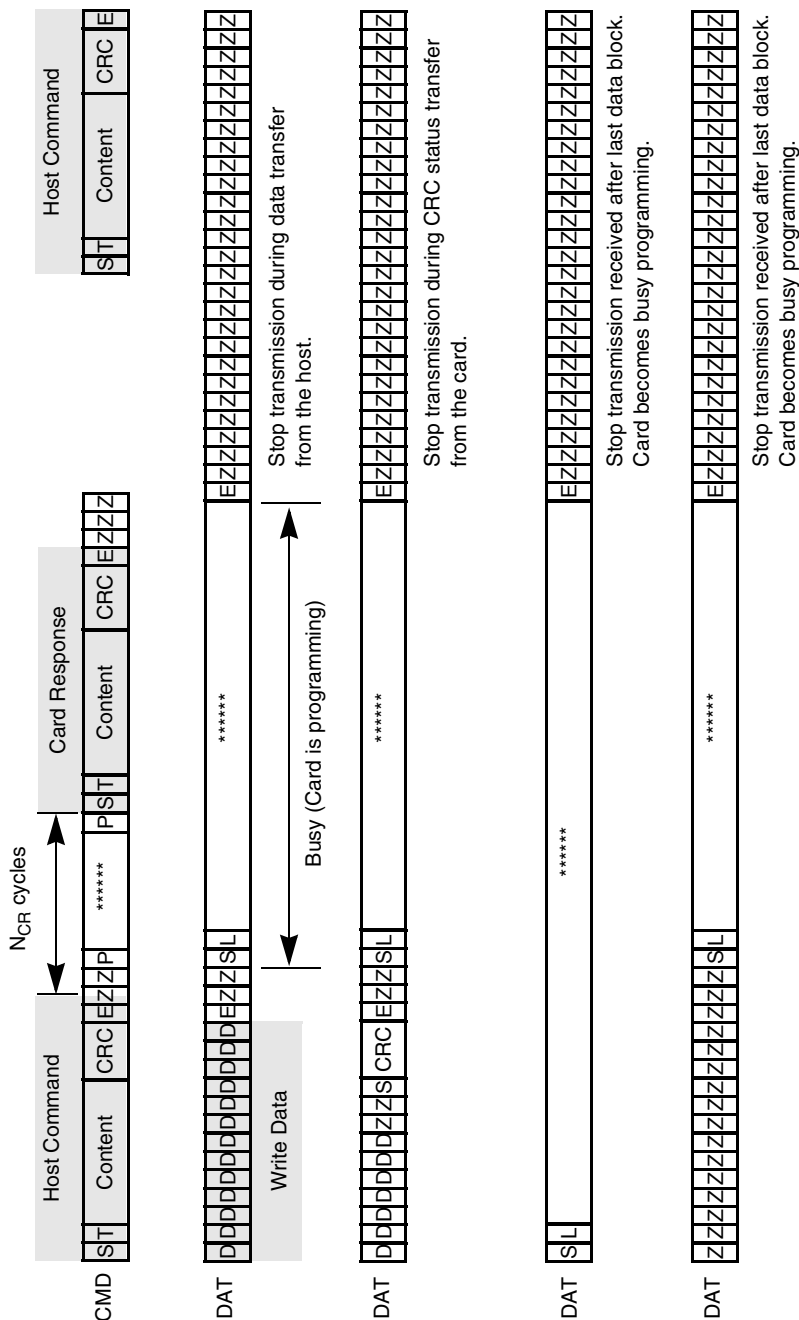 Host Command N_CR cycles Card Response Host Command
CMD S T Content CRC E Z Z P ****** P S T Content CRC E Z Z Z S T Content CRC E
DAT D D D D D D D D D D D D D E Z Z S L ****** E Z Z Z Z Z Z Z Z Z Z Z Z Z Z Z Z Z Z Z Z Z Z Z Z Z Z
Write Data
Busy (Card is programming)
Stop transmission during data transfer
from the host.
DAT D D D D D D D Z Z S CRC E Z Z S L ****** E Z Z Z Z Z Z Z Z Z Z Z Z Z Z Z Z Z Z Z Z Z Z Z Z Z Z
Stop transmission during CRC status transfer
from the card.
DAT S L ****** E Z Z Z Z Z Z Z Z Z Z Z Z Z Z Z Z Z Z Z Z Z Z Z Z Z Z
Stop transmission received after last data block.
Card becomes busy programming.
DAT Z Z Z Z Z Z Z Z Z Z Z Z Z Z Z Z S L ****** E Z Z Z Z Z Z Z Z Z Z Z Z Z Z Z Z Z Z Z Z Z Z Z Z Z Z
Stop transmission received after last data block.
Card becomes busy programming.